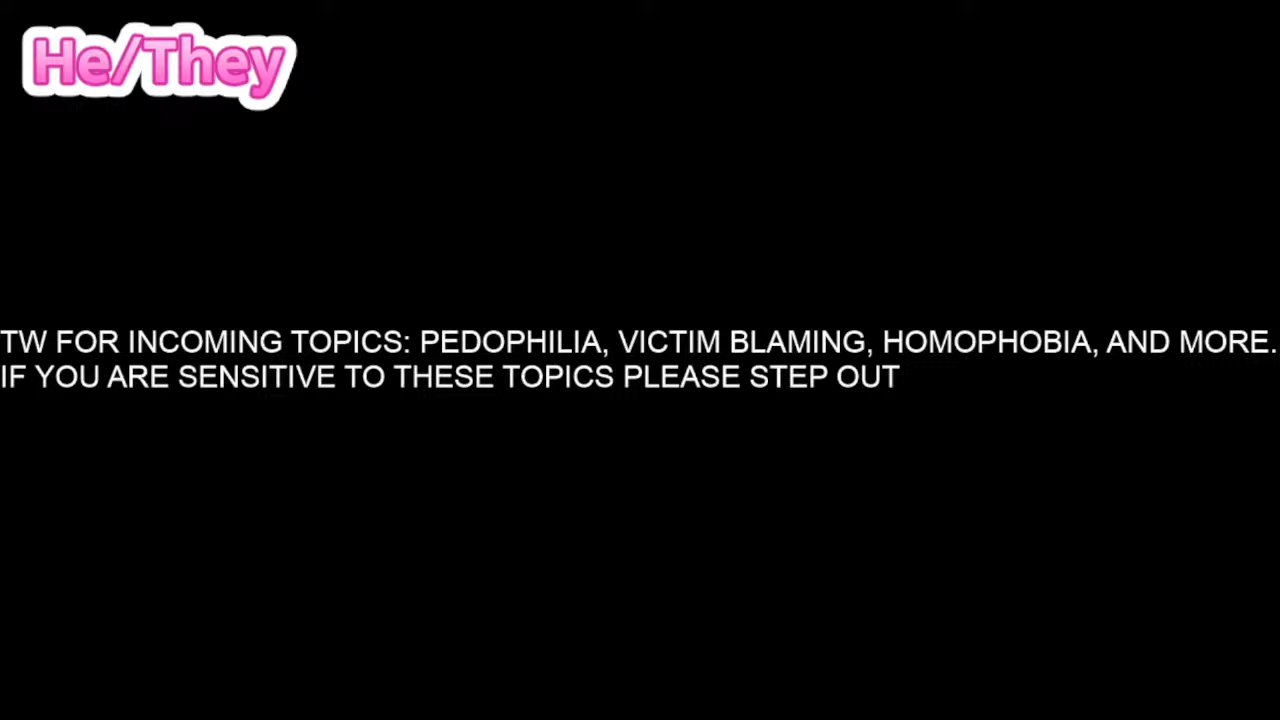 He/They
TW FOR INCOMING TOPICS: PEDOPHILIA, VICTIM BLAMING, HOMOPHOBIA, AND MORE.
IF YOU ARE SENSITIVE TO THESE TOPICS PLEASE STEP OUT